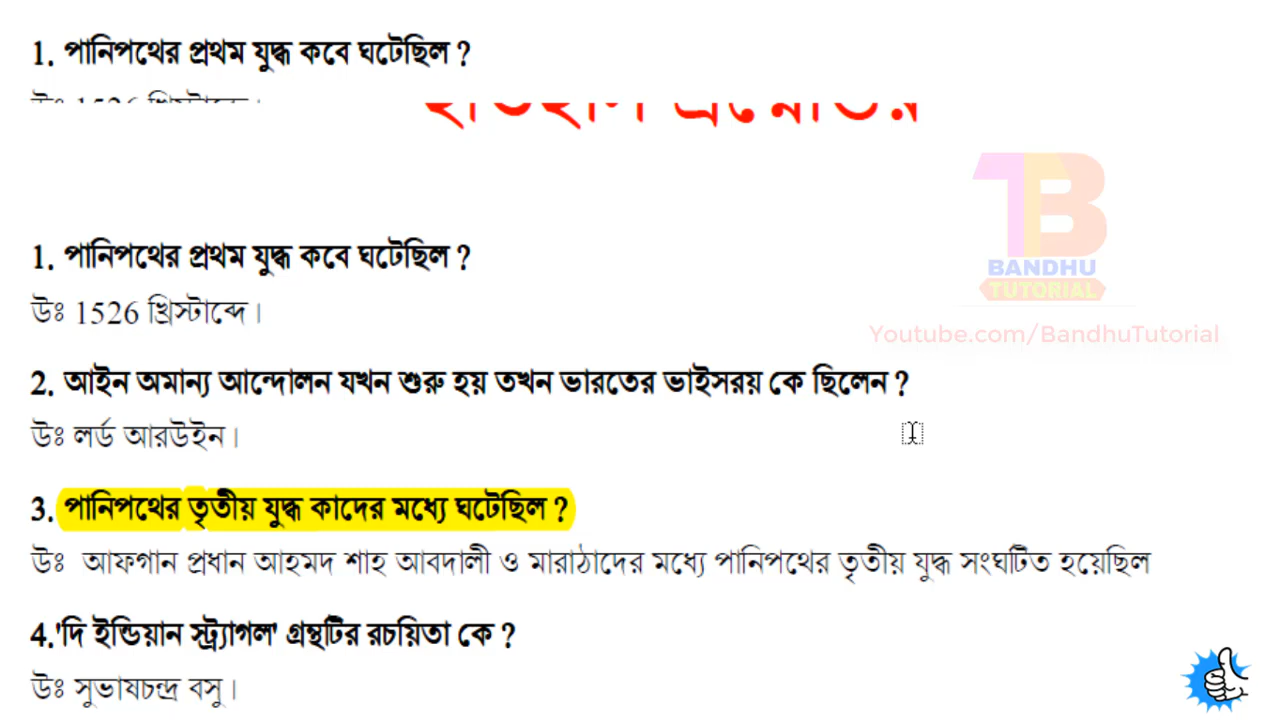 1. পানিপথের প্রথম যুদ্ধ কবে ঘটেছিল ?
1. পানিপথের প্রথম যুদ্ধ কবে ঘটেছিল ?
উঃ 1526 খ্রিস্টাব্দে।
TB
BANDHU
TUTORIAL
Youtube.com/BandhuTutorial
2. আইন অমান্য আন্দোলন যখন শুরু হয় তখন ভারতের ভাইসরয় কে ছিলেন ?
উঃ লর্ড আরউইন।
3. পানিপথের তৃতীয় যুদ্ধ কাদের মধ্যে ঘটেছিল ?
উঃ আফগান প্রধান আহমদ শাহ আবদালী ও মারাঠাদের মধ্যে পানিপথের তৃতীয় যুদ্ধ সংঘটিত হয়েছিল
4.'দি ইন্ডিয়ান স্ট্র্যাগল' গ্রন্থটির রচয়িতা কে ?
উঃ সুভাষচন্দ্র বসু।